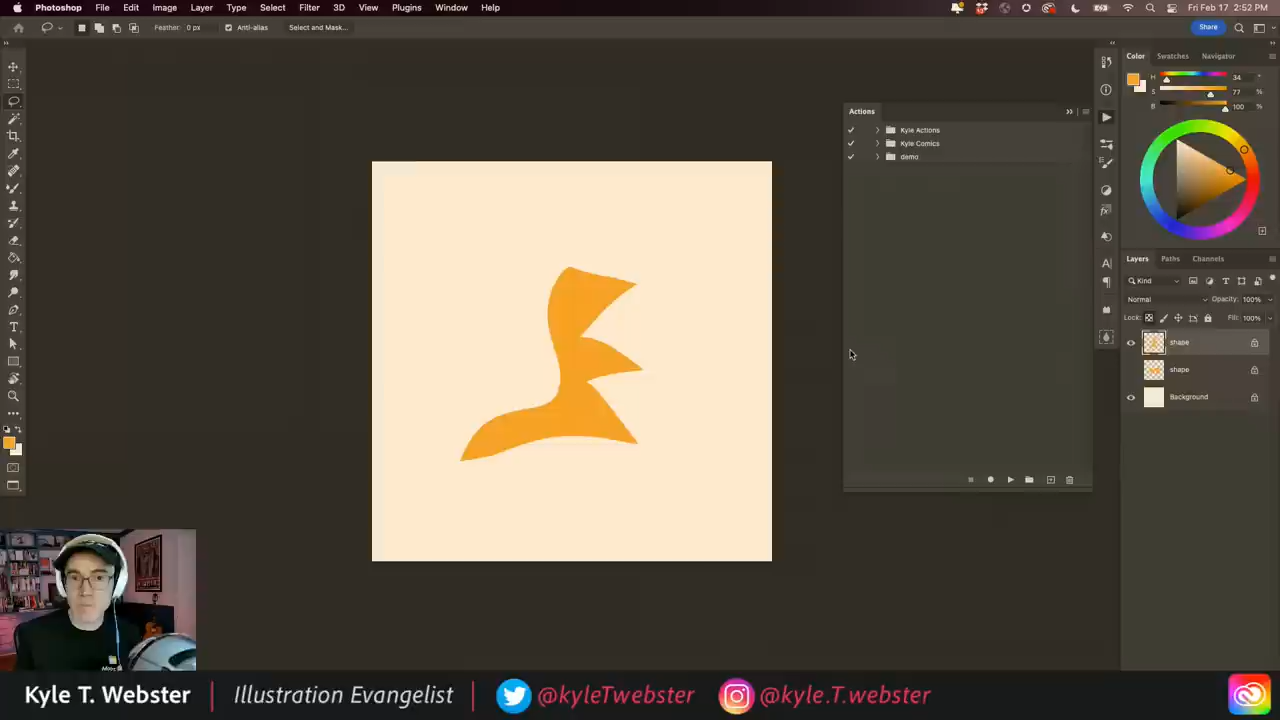 Photoshop File Edit Image Layer Type Select Filter 3D View Plugins Window Help Fri Feb 17 2:52 PM
Feather: 0 px Anti-alias Select and Mask... Share
Color Swatches Navigator
H 34 °
S 77 %
B 100 %
Actions
Kyle Actions
Kyle Comics
demo
Layers Paths Channels
Kind
Normal Opacity: 100%
Lock: Fill: 100%
shape
shape
Background
Kyle T. Webster | Illustration Evangelist @kyleTwebster @kyle.T.webster